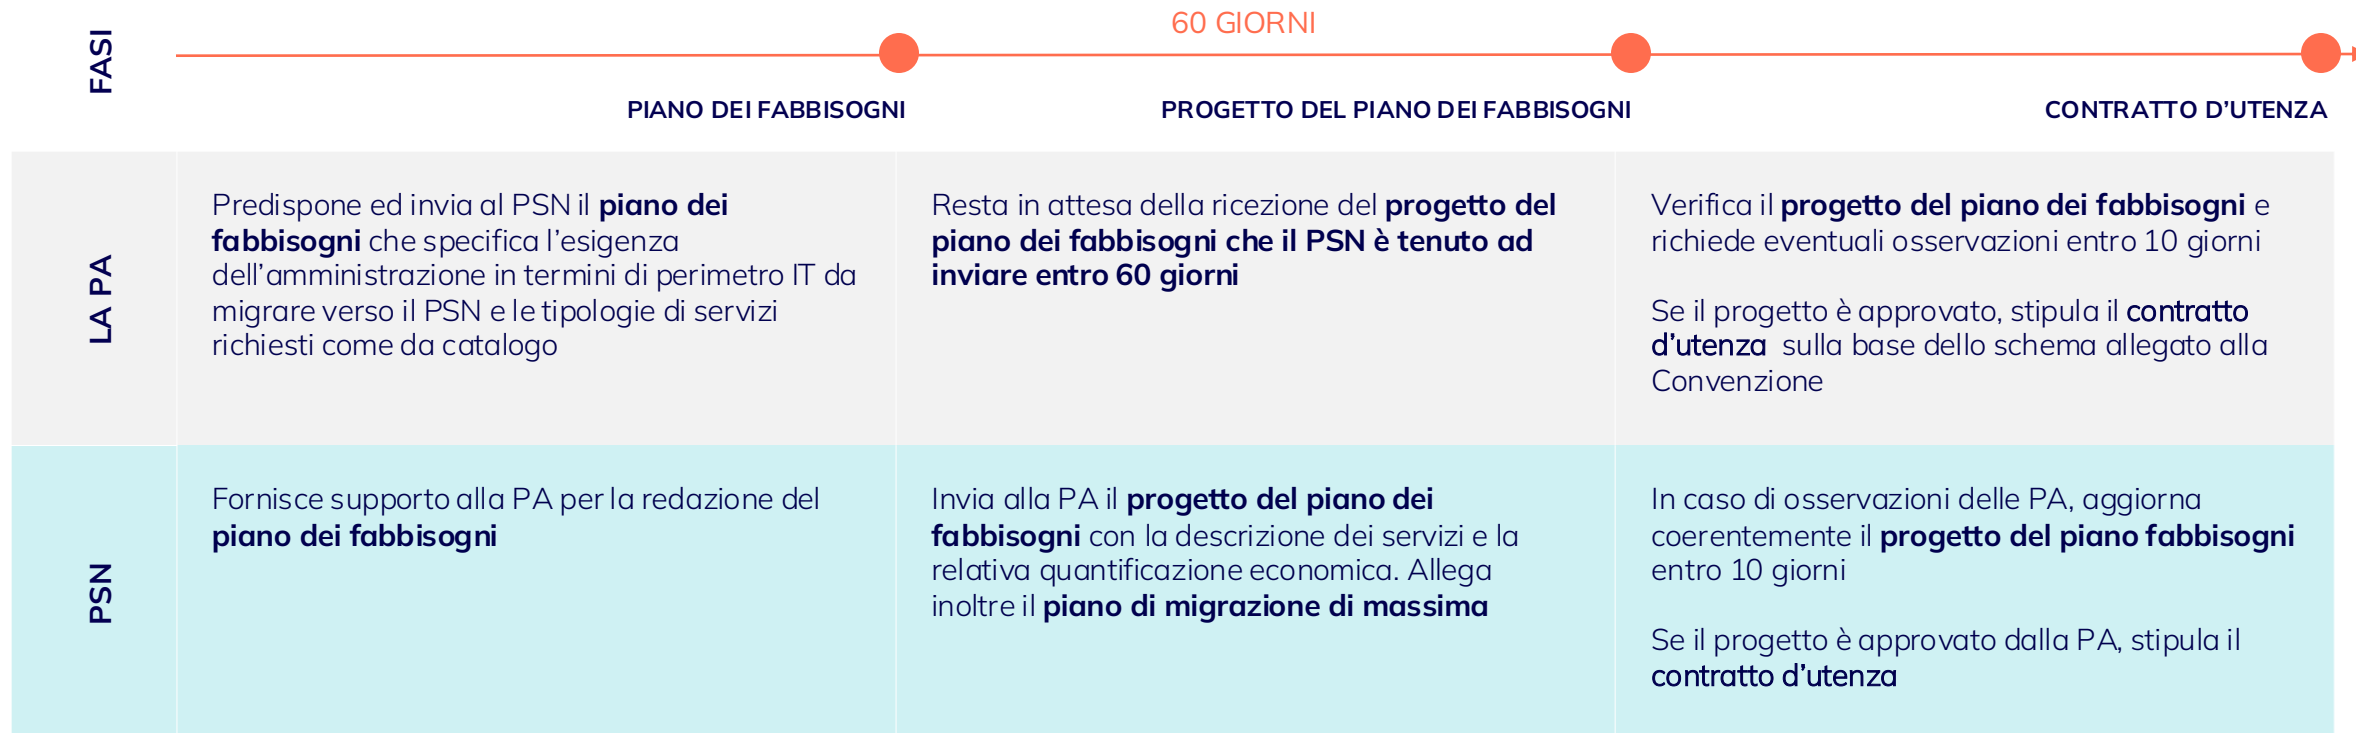 60 GIORNI
FASI
PIANO DEI FABBISOGNI
PROGETTO DEL PIANO DEI FABBISOGNI
CONTRATTO D’UTENZA
LA PA
Predispone ed invia al PSN il piano dei
fabbisogni che specifica l’esigenza
dell’amministrazione in termini di perimetro IT da
migrare verso il PSN e le tipologie di servizi
richiesti come da catalogo
Resta in attesa della ricezione del progetto del
piano dei fabbisogni che il PSN è tenuto ad
inviare entro 60 giorni
Verifica il progetto del piano dei fabbisogni e
richiede eventuali osservazioni entro 10 giorni
Se il progetto è approvato, stipula il contratto
d’utenza sulla base dello schema allegato alla
Convenzione
PSN
Fornisce supporto alla PA per la redazione del
piano dei fabbisogni
Invia alla PA il progetto del piano dei
fabbisogni con la descrizione dei servizi e la
relativa quantificazione economica. Allega
inoltre il piano di migrazione di massima
In caso di osservazioni delle PA, aggiorna
coerentemente il progetto del piano fabbisogni
entro 10 giorni
Se il progetto è approvato dalla PA, stipula il
contratto d’utenza